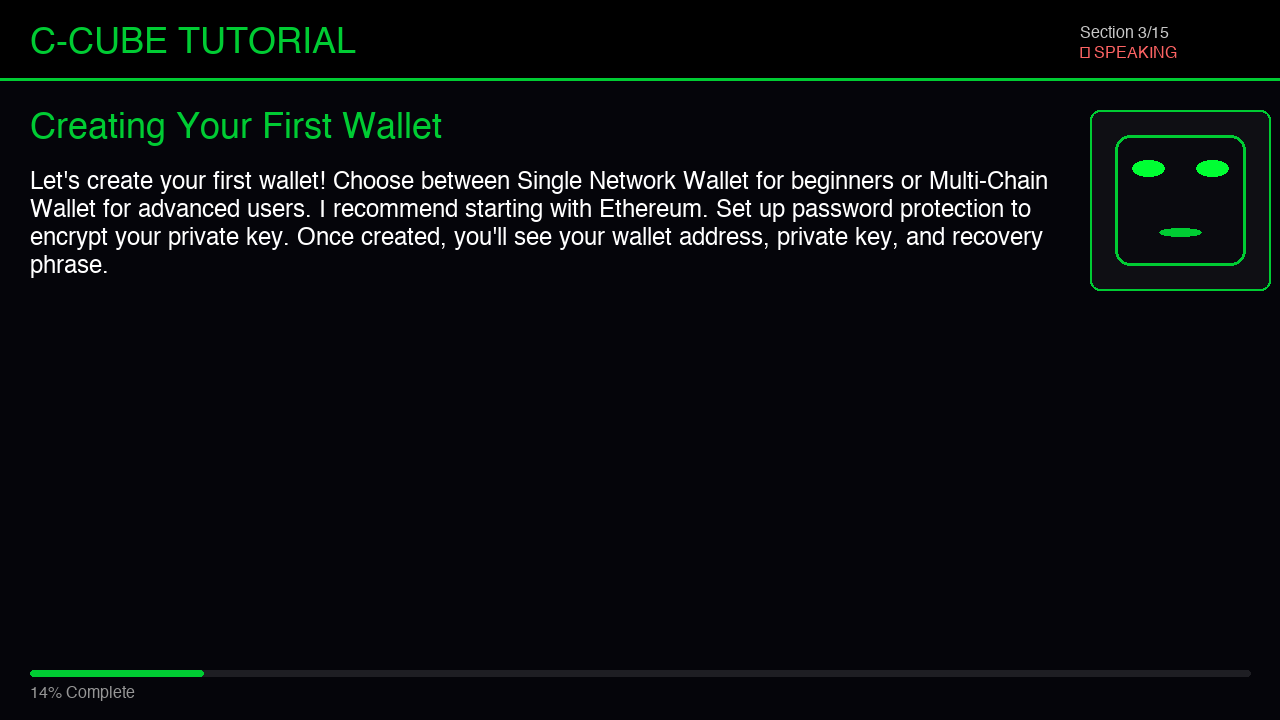 C-CUBE TUTORIAL
Section 3/15
SPEAKING
Creating Your First Wallet
Let's create your first wallet! Choose between Single Network Wallet for beginners or Multi-Chain
Wallet for advanced users. I recommend starting with Ethereum. Set up password protection to
encrypt your private key. Once created, you'll see your wallet address, private key, and recovery
phrase.
14% Complete